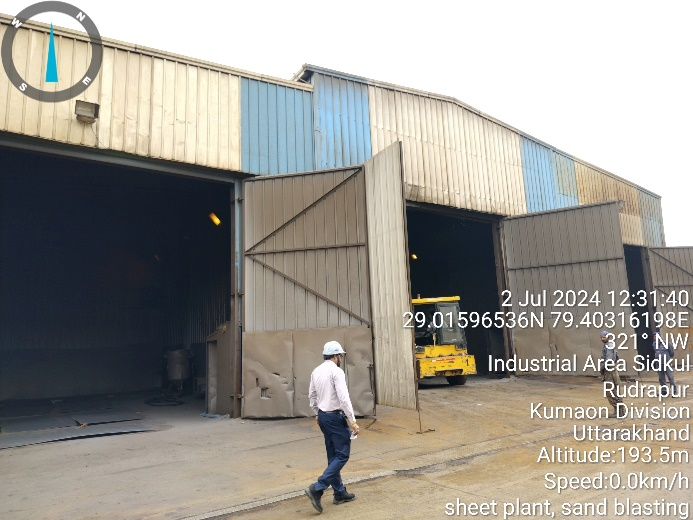 N
W
E
S
2 Jul 2024 12:31:40
29.01596536N 79.40316198E
321° NW
Industrial Area Sidkul
Rudrapur
Kumaon Division
Uttarakhand
Altitude:193.5m
Speed:0.0km/h
sheet plant, sand blasting